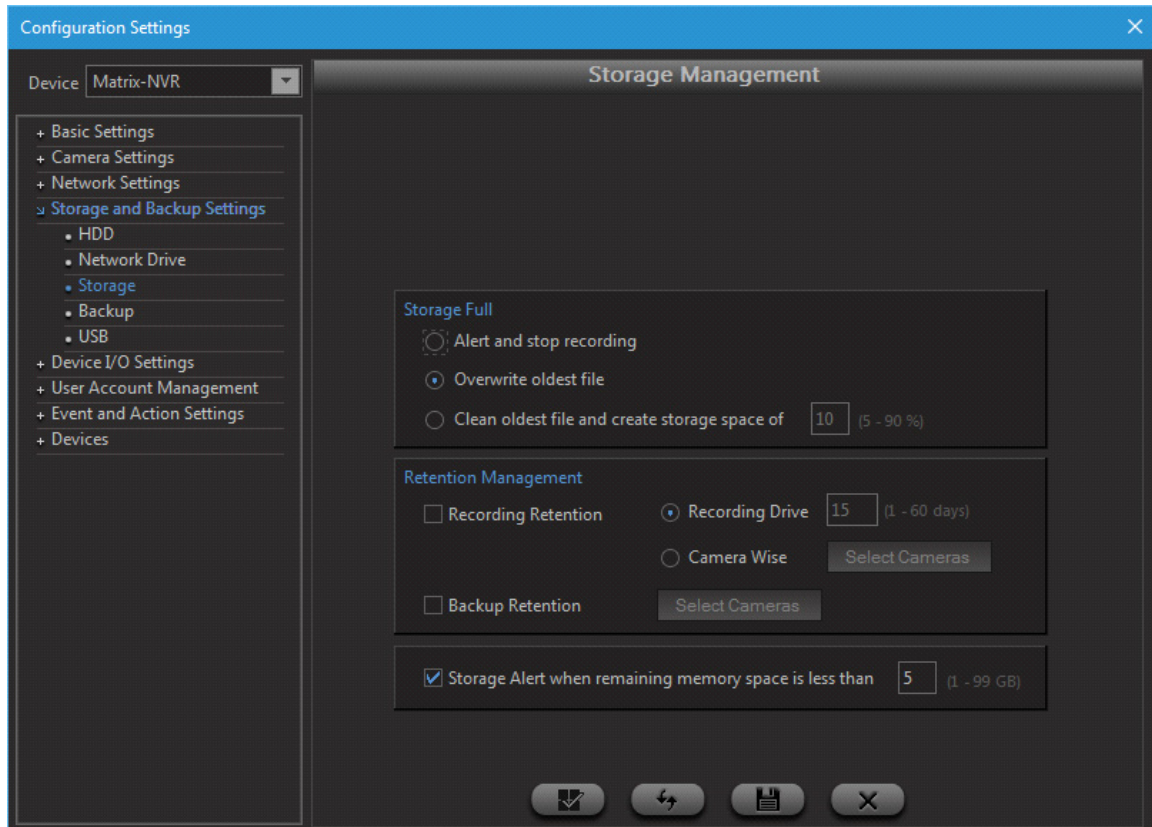 Configuration Settings
Device Matrix-NVR
Storage Management
+ Basic Settings
+ Camera Settings
+ Network Settings
Storage and Backup Settings
• HDD
• Network Drive
• Storage
• Backup
• USB
+ Device I/O Settings
+ User Account Management
+ Event and Action Settings
+ Devices
Storage Full
Alert and stop recording
Overwrite oldest file
Clean oldest file and create storage space of 10 (5 - 90 %)
Retention Management
Recording Retention Recording Drive 15 (1 - 60 days)
Camera Wise Select Cameras
Backup Retention Select Cameras
Storage Alert when remaining memory space is less than 5 (1 - 99 GB)